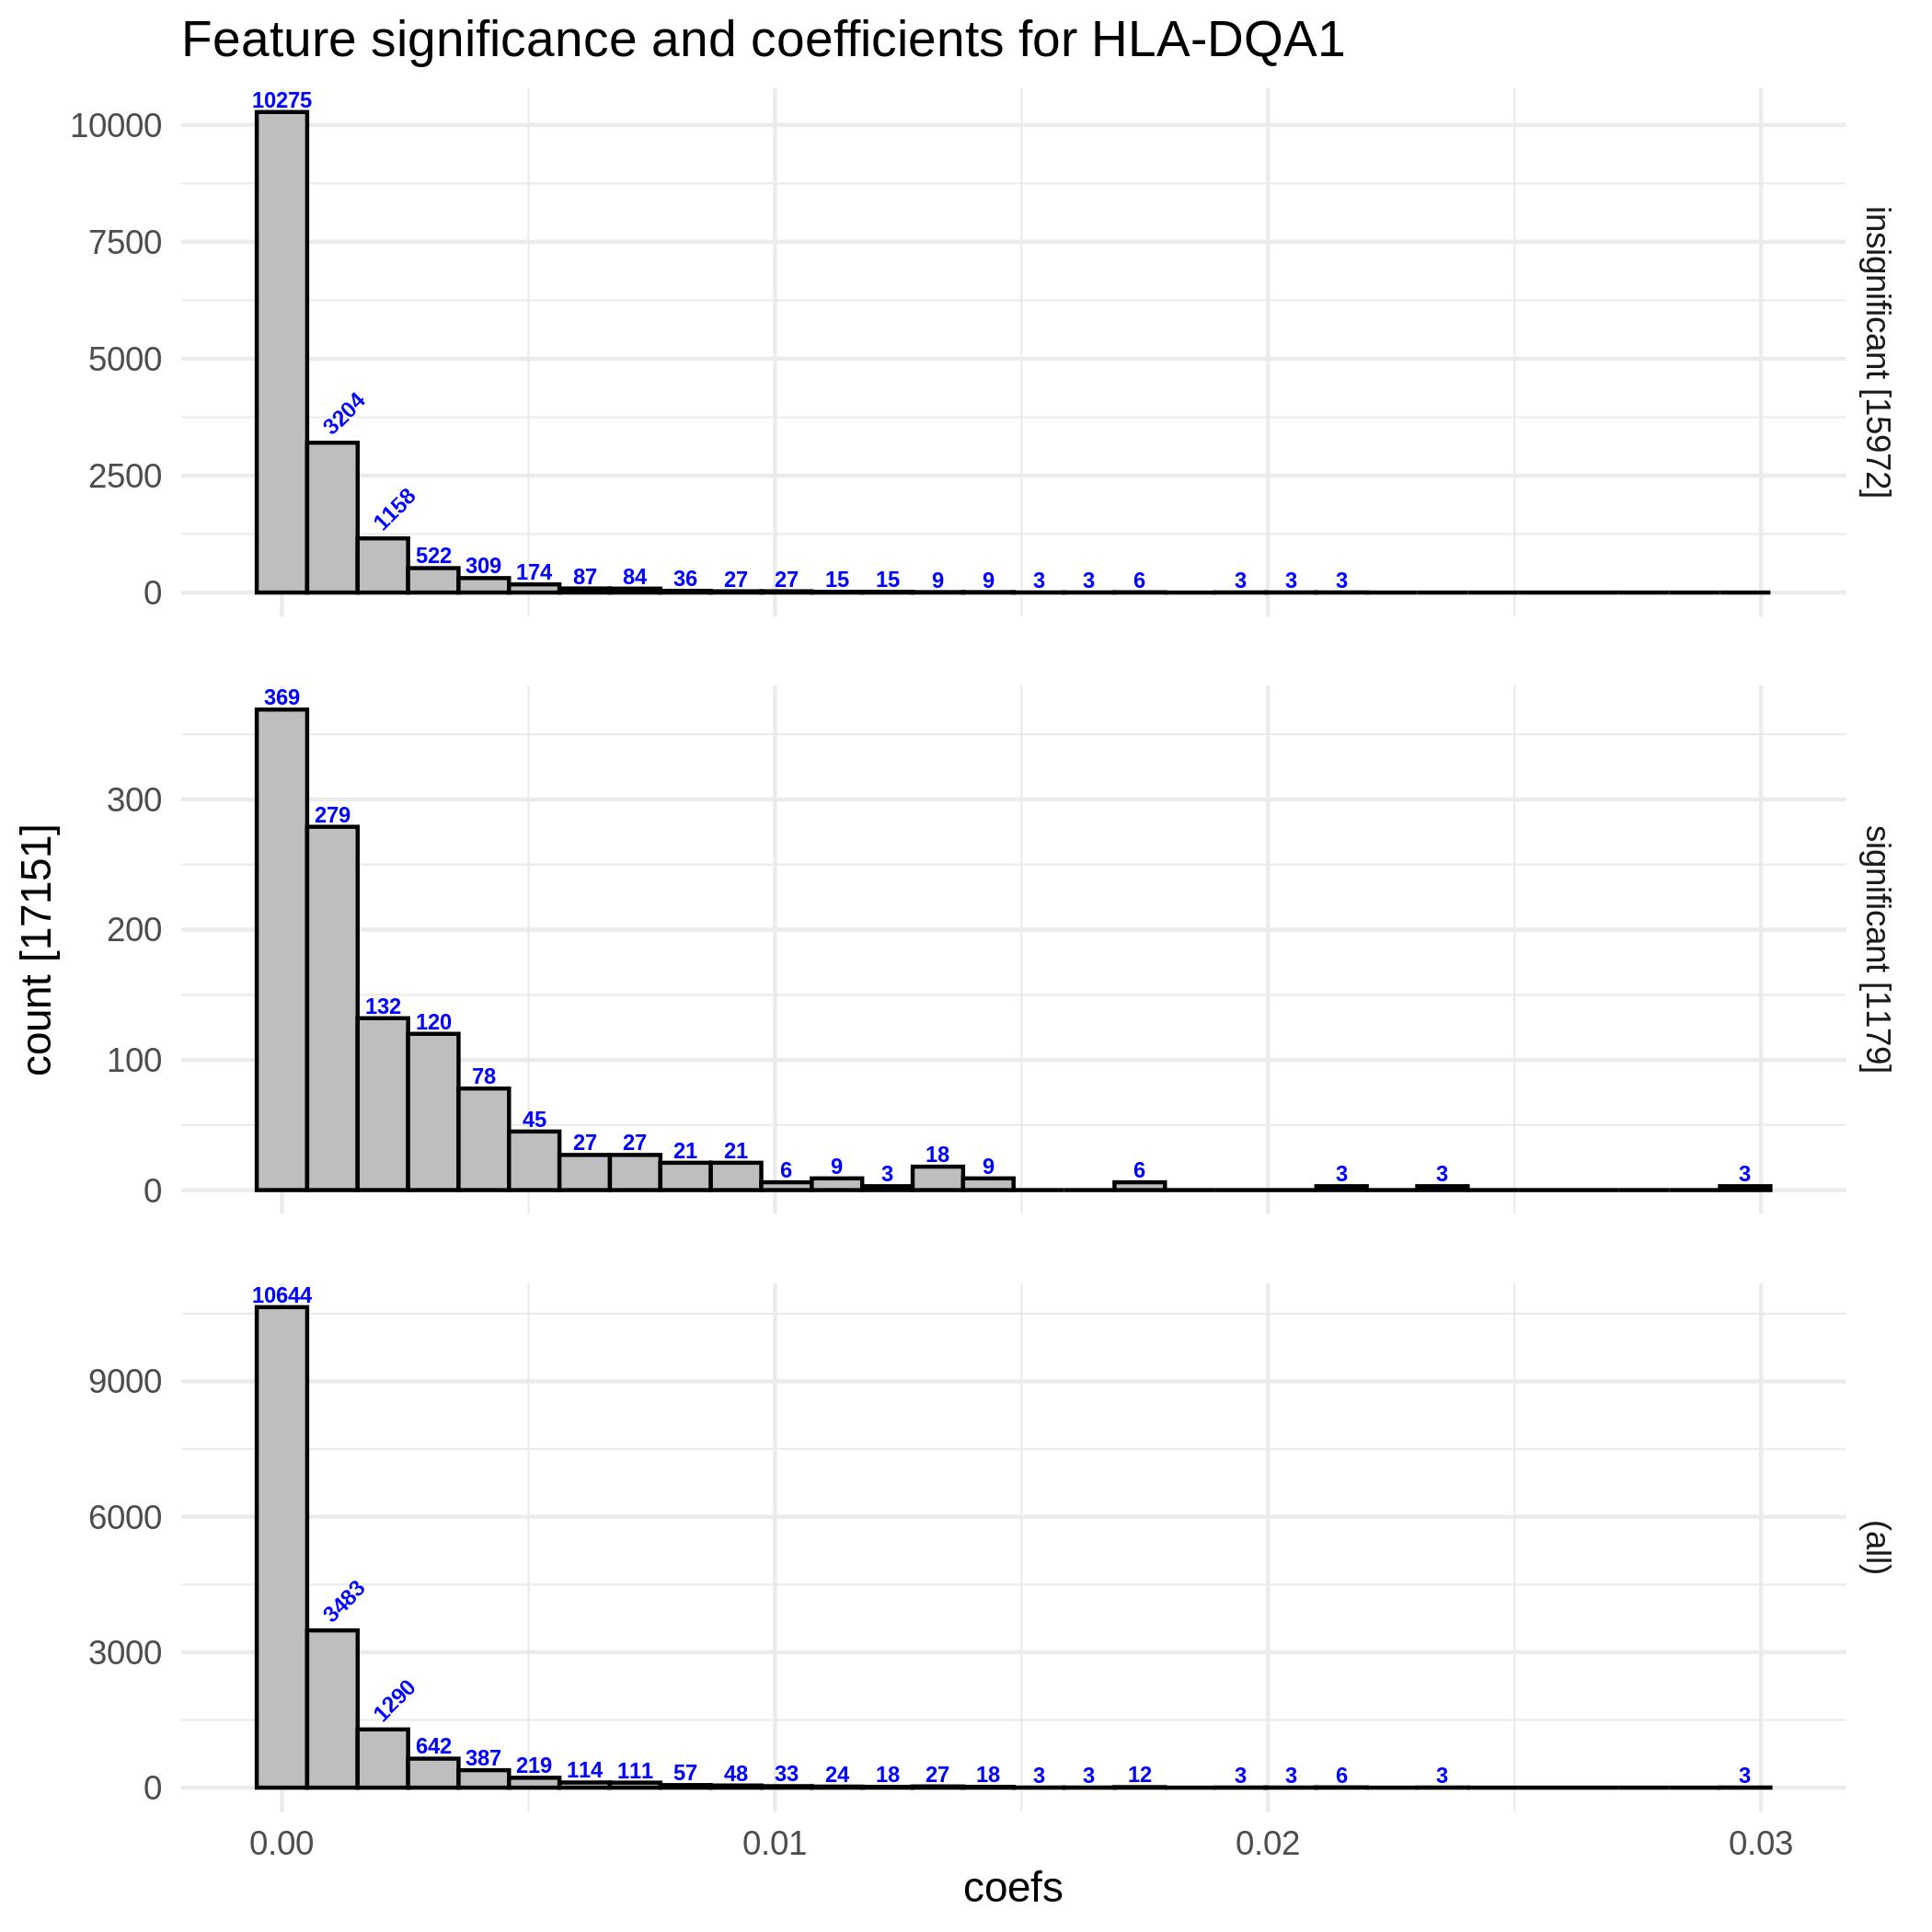 Feature significance and coefficients for HLA-DQA1
10275
10000
7500
5000
2500
0
3204
1158
522 309 174 87 84 36 27 27 15 15 9 9 3 3 6 3 3 3
insignificant [15972]
369
300
200
100
0
279
132 120
78
45
27 27 21 21 6 9 3 18 9 6 3 3 3
significant [1179]
count [17151]
10644
9000
6000
3000
0
3483
1290
642 387 219 114 111 57 48 33 24 18 27 18 3 3 12 3 3 6 3 3
(all)
0.00 0.01 0.02 0.03
coefs